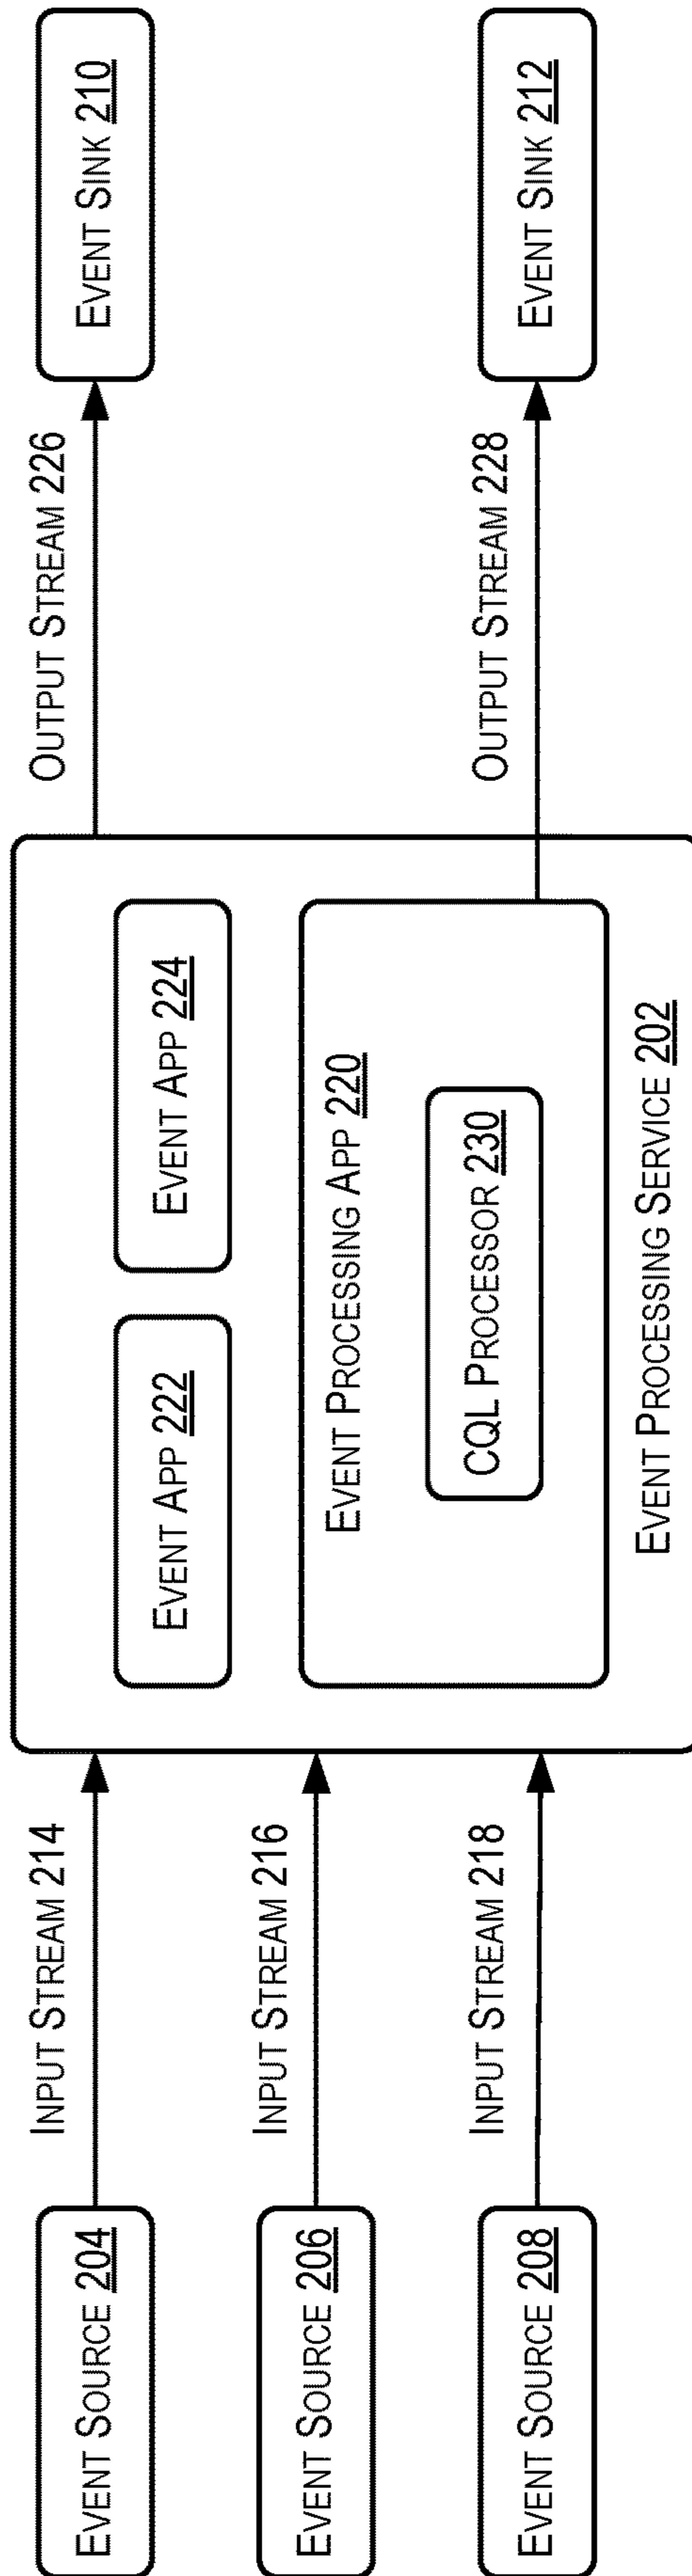 EVENT SOURCE 204
INPUT STREAM 214
EVENT SOURCE 206
INPUT STREAM 216
EVENT SOURCE 208
INPUT STREAM 218
EVENT APP 222
EVENT APP 224
EVENT PROCESSING APP 220
CQL PROCESSOR 230
EVENT PROCESSING SERVICE 202
OUTPUT STREAM 226
EVENT SINK 210
OUTPUT STREAM 228
EVENT SINK 212